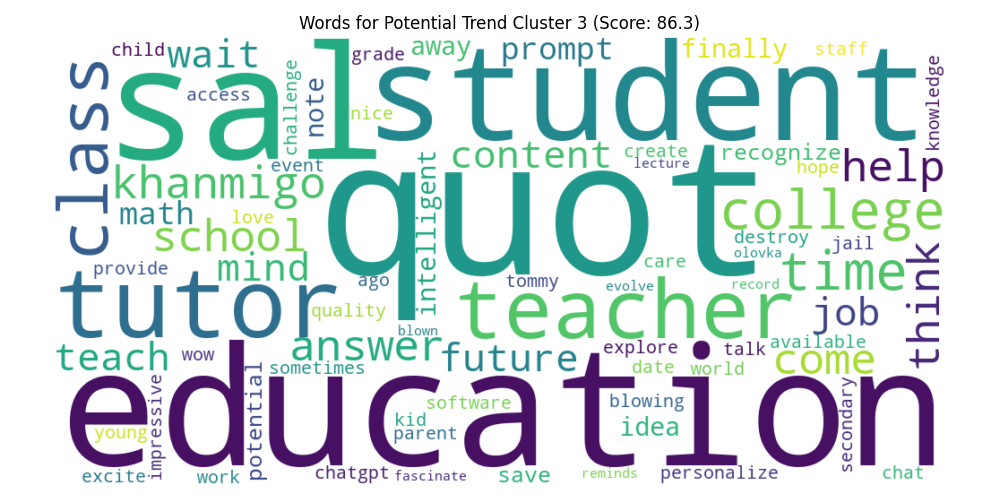 Words for Potential Trend Cluster 3 (Score: 86.3)
child
wait
grade
away
prompt
finally
staff
sal
student
access
challenge
note
nice
class
knowledge
event
content
create
lecture
recognize
hope
help
khanmigo
quot
intelligent
math
love
school
college
destroy
jail
olovka
provide
mind
ago
tommy
care
evolve
time
record
think
tutor
quality
blown
teacher
job
teach
wow
answer
future
explore
talk
available
come
sometimes
date
world
education
impressive
potential
software
blowing
secondary
young
kid
parent
idea
excite
work
chatgpt
fascinate
save
reminds
personalize
chat